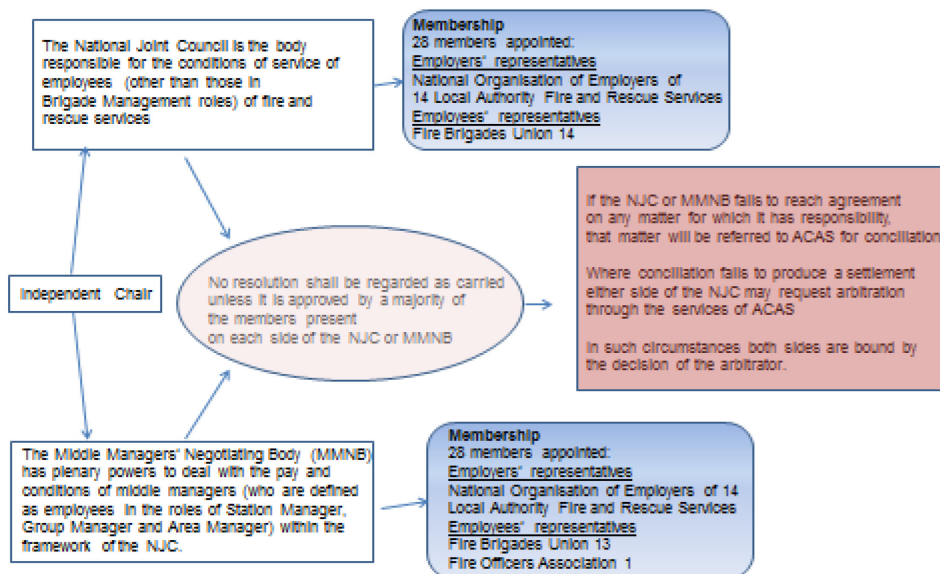 The National Joint Council is the body
responsible for the conditions of service of
employees (other than those in
Brigade Management roles) of fire and
rescue services
Membership
28 members appointed:
Employers' representatives
National Organisation of Employers of
14 Local Authority Fire and Rescue Services
Employees' representatives
Fire Brigades Union 14
If the NJC or MMNB fails to reach agreement
on any matter for which it has responsibility,
that matter will be referred to ACAS for conciliation
Where conciliation fails to produce a settlement
either side of the NJC may request arbitration
through the services of ACAS
In such circumstances both sides are bound by
the decision of the arbitrator.
No resolution shall be regarded as carried
unless it is approved by a majority of
the members present
on each side of the NJC or MMNB
Independent Chair
The Middle Managers' Negotiating Body (MMNB)
has plenary powers to deal with the pay and
conditions of middle managers (who are defined
as employees in the roles of Station Manager,
Group Manager and Area Manager) within the
framework of the NJC.
Membership
28 members appointed:
Employers' representatives
National Organisation of Employers of 14
Local Authority Fire and Rescue Services
Employees' representatives
Fire Brigades Union 13
Fire Officers Association 1